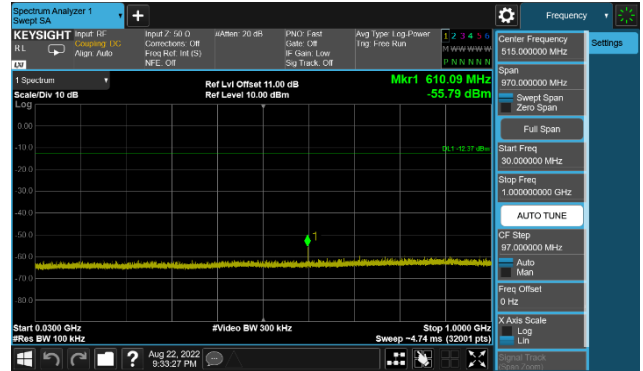 Spectrum Analyzer 1
Swept SA
+
Frequency
KEYSIGHT
R L
Input: RF
Coupling: DC
Align: Auto
Input Z: 50 Ω
Corrections: Off
Freq Ref: Int (S)
NFE: Off
#Atten: 20 dB
PNO: Fast
Gate: Off
IF Gain: Low
Sig Track: Off
Avg Type: Log-Power
Trig: Free Run
1 2 3 4 5 6
M W W W W W
P N N N N N
1 Spectrum
Scale/Div 10 dB
Log
Ref Lvl Offset 11.00 dB
Ref Level 10.00 dBm
Mkr1 610.09 MHz
-55.79 dBm
0.00
-10.0
-20.0
-30.0
-40.0
-50.0
-60.0
-70.0
-80.0
DL1 -12.37 dBm
1
Start 0.0300 GHz
#Res BW 100 kHz
#Video BW 300 kHz
Stop 1.0000 GHz
Sweep ~4.74 ms (32001 pts)
?
Aug 22, 2022
9:33:27 PM
Center Frequency
515.000000 MHz
Settings
Span
970.000000 MHz
Swept Span
Zero Span
Full Span
Start Freq
30.000000 MHz
Stop Freq
1.000000000 GHz
AUTO TUNE
CF Step
97.000000 MHz
Auto
Man
Freq Offset
0 Hz
X Axis Scale
Log
Lin
Signal Track
(Span Zoom)